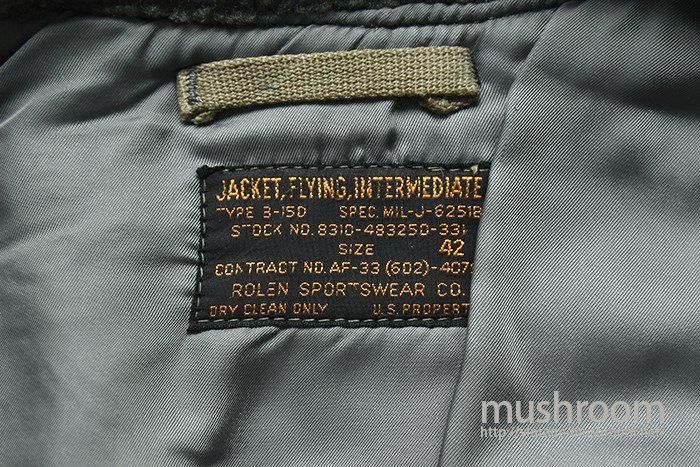 JACKET, FLYING, INTERMEDIATE
TYPE B-15D SPEC. MIL-J-6251B
STOCK NO. 8310-483250-331
SIZE 42
CONTRACT NO. AF-33 (602)-407
ROLEN SPORTSWEAR CO.
DRY CLEAN ONLY U.S. PROPERT
mushroom